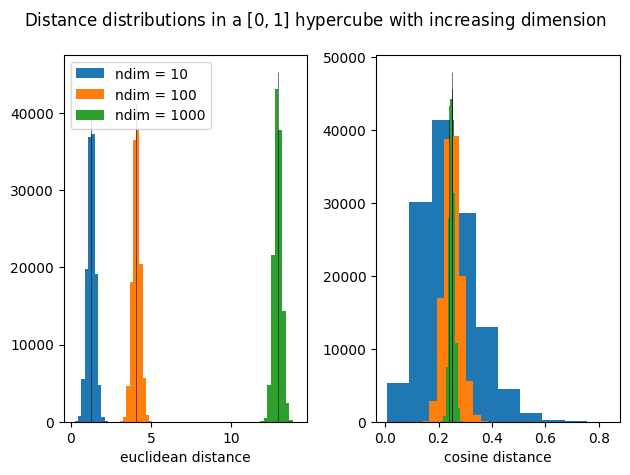 Distance distributions in a [0, 1] hypercube with increasing dimension
ndim = 10
ndim = 100
ndim = 1000
40000
30000
20000
10000
0
0 5 10
euclidean distance
50000
40000
30000
20000
10000
0
0.0 0.2 0.4 0.6 0.8
cosine distance